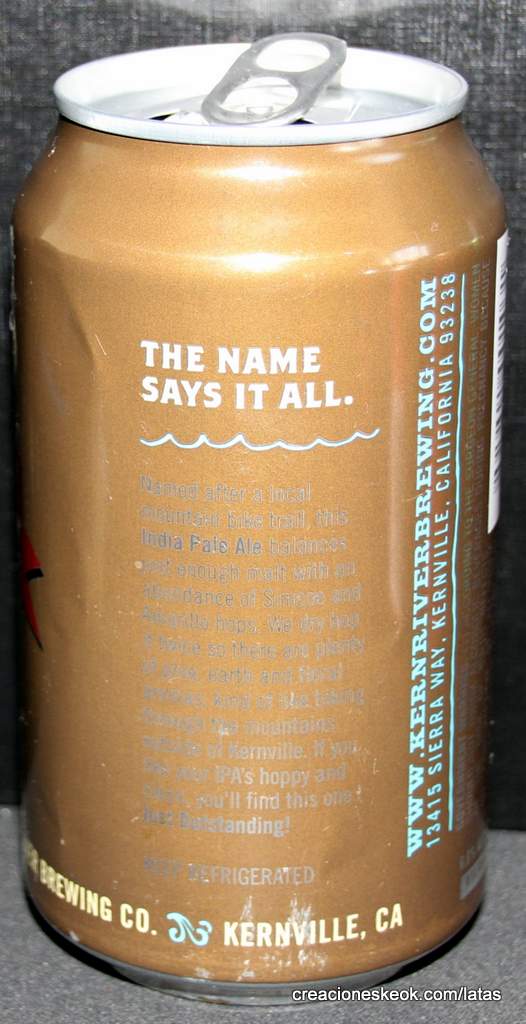 THE NAME
SAYS IT ALL.
Named after a local
mountain bike trail, this
India Pale Ale balances
just enough malt with an
abundance of Simcoe and
Amarillo hops. We dry hop
it twice so there are plenty
of pine, earth and floral
aromas, kind of like biking
through the mountains
outside of Kernville. If you
like your IPA's hoppy and
clean, you'll find this one
Just Outstanding!
KEEP REFRIGERATED
WWW.KERNRIVERBREWING.COM
13415 SIERRA WAY, KERNVILLE, CALIFORNIA 93238
BREWING CO. KERNVILLE, CA
creacioneskeok.com/latas